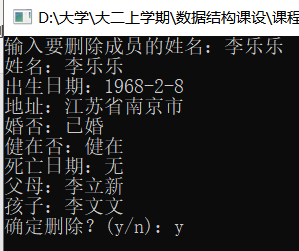 D:\大学\大二上学期\数据结构课设\课程
输入要删除成员的姓名：李乐乐
姓名：李乐乐
出生日期：1968-2-8
地址：江苏省南京市
婚否：已婚
健在否：健在
死亡日期：无
父母：李立新
孩子：李文文
确定删除？(y/n)：y